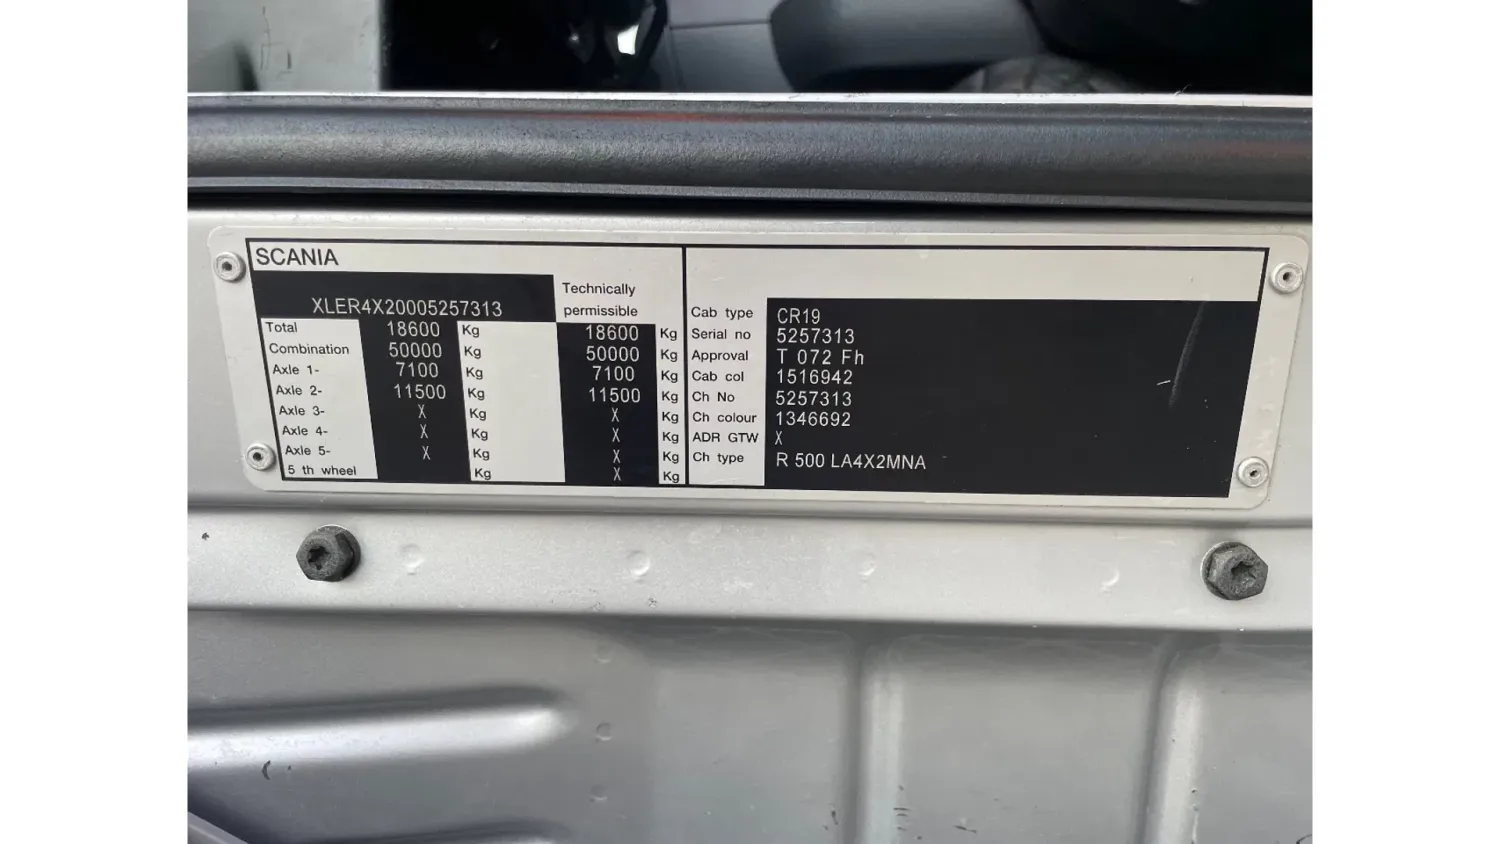 SCANIA
XLER4X20005257313
Technically
permissible
Total 18600 Kg 18600 Kg
Combination 50000 Kg 50000 Kg
Axle 1- 7100 Kg 7100 Kg
Axle 2- 11500 Kg 11500 Kg
Axle 3- X Kg X Kg
Axle 4- X Kg X Kg
Axle 5- X Kg X Kg
5 th wheel Kg X Kg
Cab type CR19
Serial no 5257313
Approval T 072 Fh
Cab col 1516942
Ch No 5257313
Ch colour 1346692
ADR GTW X
Ch type R 500 LA4X2MNA